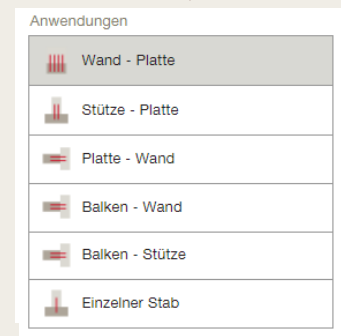 Anwendungen
Wand - Platte
Stütze - Platte
Platte - Wand
Balken - Wand
Balken - Stütze
Einzelner Stab